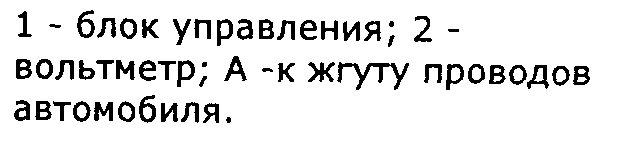 1 - блок управления; 2 -
вольтметр; А -к жгуту проводов
автомобиля.